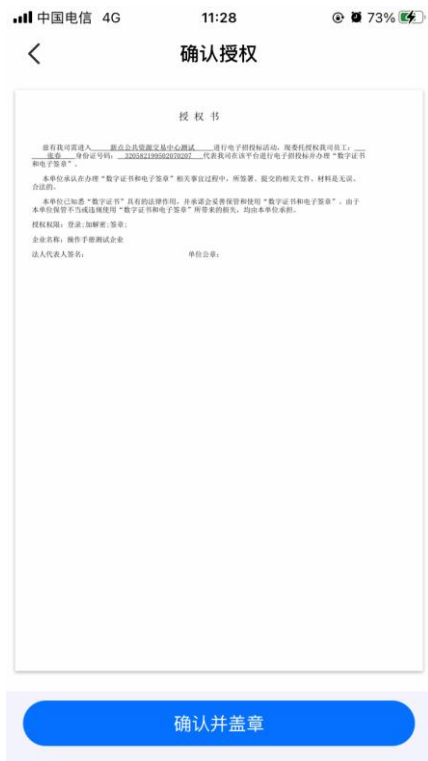 中国电信 4G 11:28 73%
确认授权
授 权 书
兹有我司需进入 新点公共资源交易中心测试 进行电子招投标活动，现委托授权我司员工：
张春 身份证号码： 320582199502070207 代表我司在该平台进行电子招投标并办理“数字证书
和电子签章”。
本单位承认在办理“数字证书和电子签章”相关事宜过程中，所签署、提交的相关文件、材料是无误、
合法的。
本单位已知悉“数字证书”具有的法律作用，并承诺会妥善保管和使用“数字证书和电子签章”。由于
本单位保管不当或违规使用“数字证书和电子签章”所带来的损失，均由本单位承担。
授权权限：登录;加解密;签章;
企业名称：操作手册测试企业
法人代表人签名： 单位公章：
确认并盖章